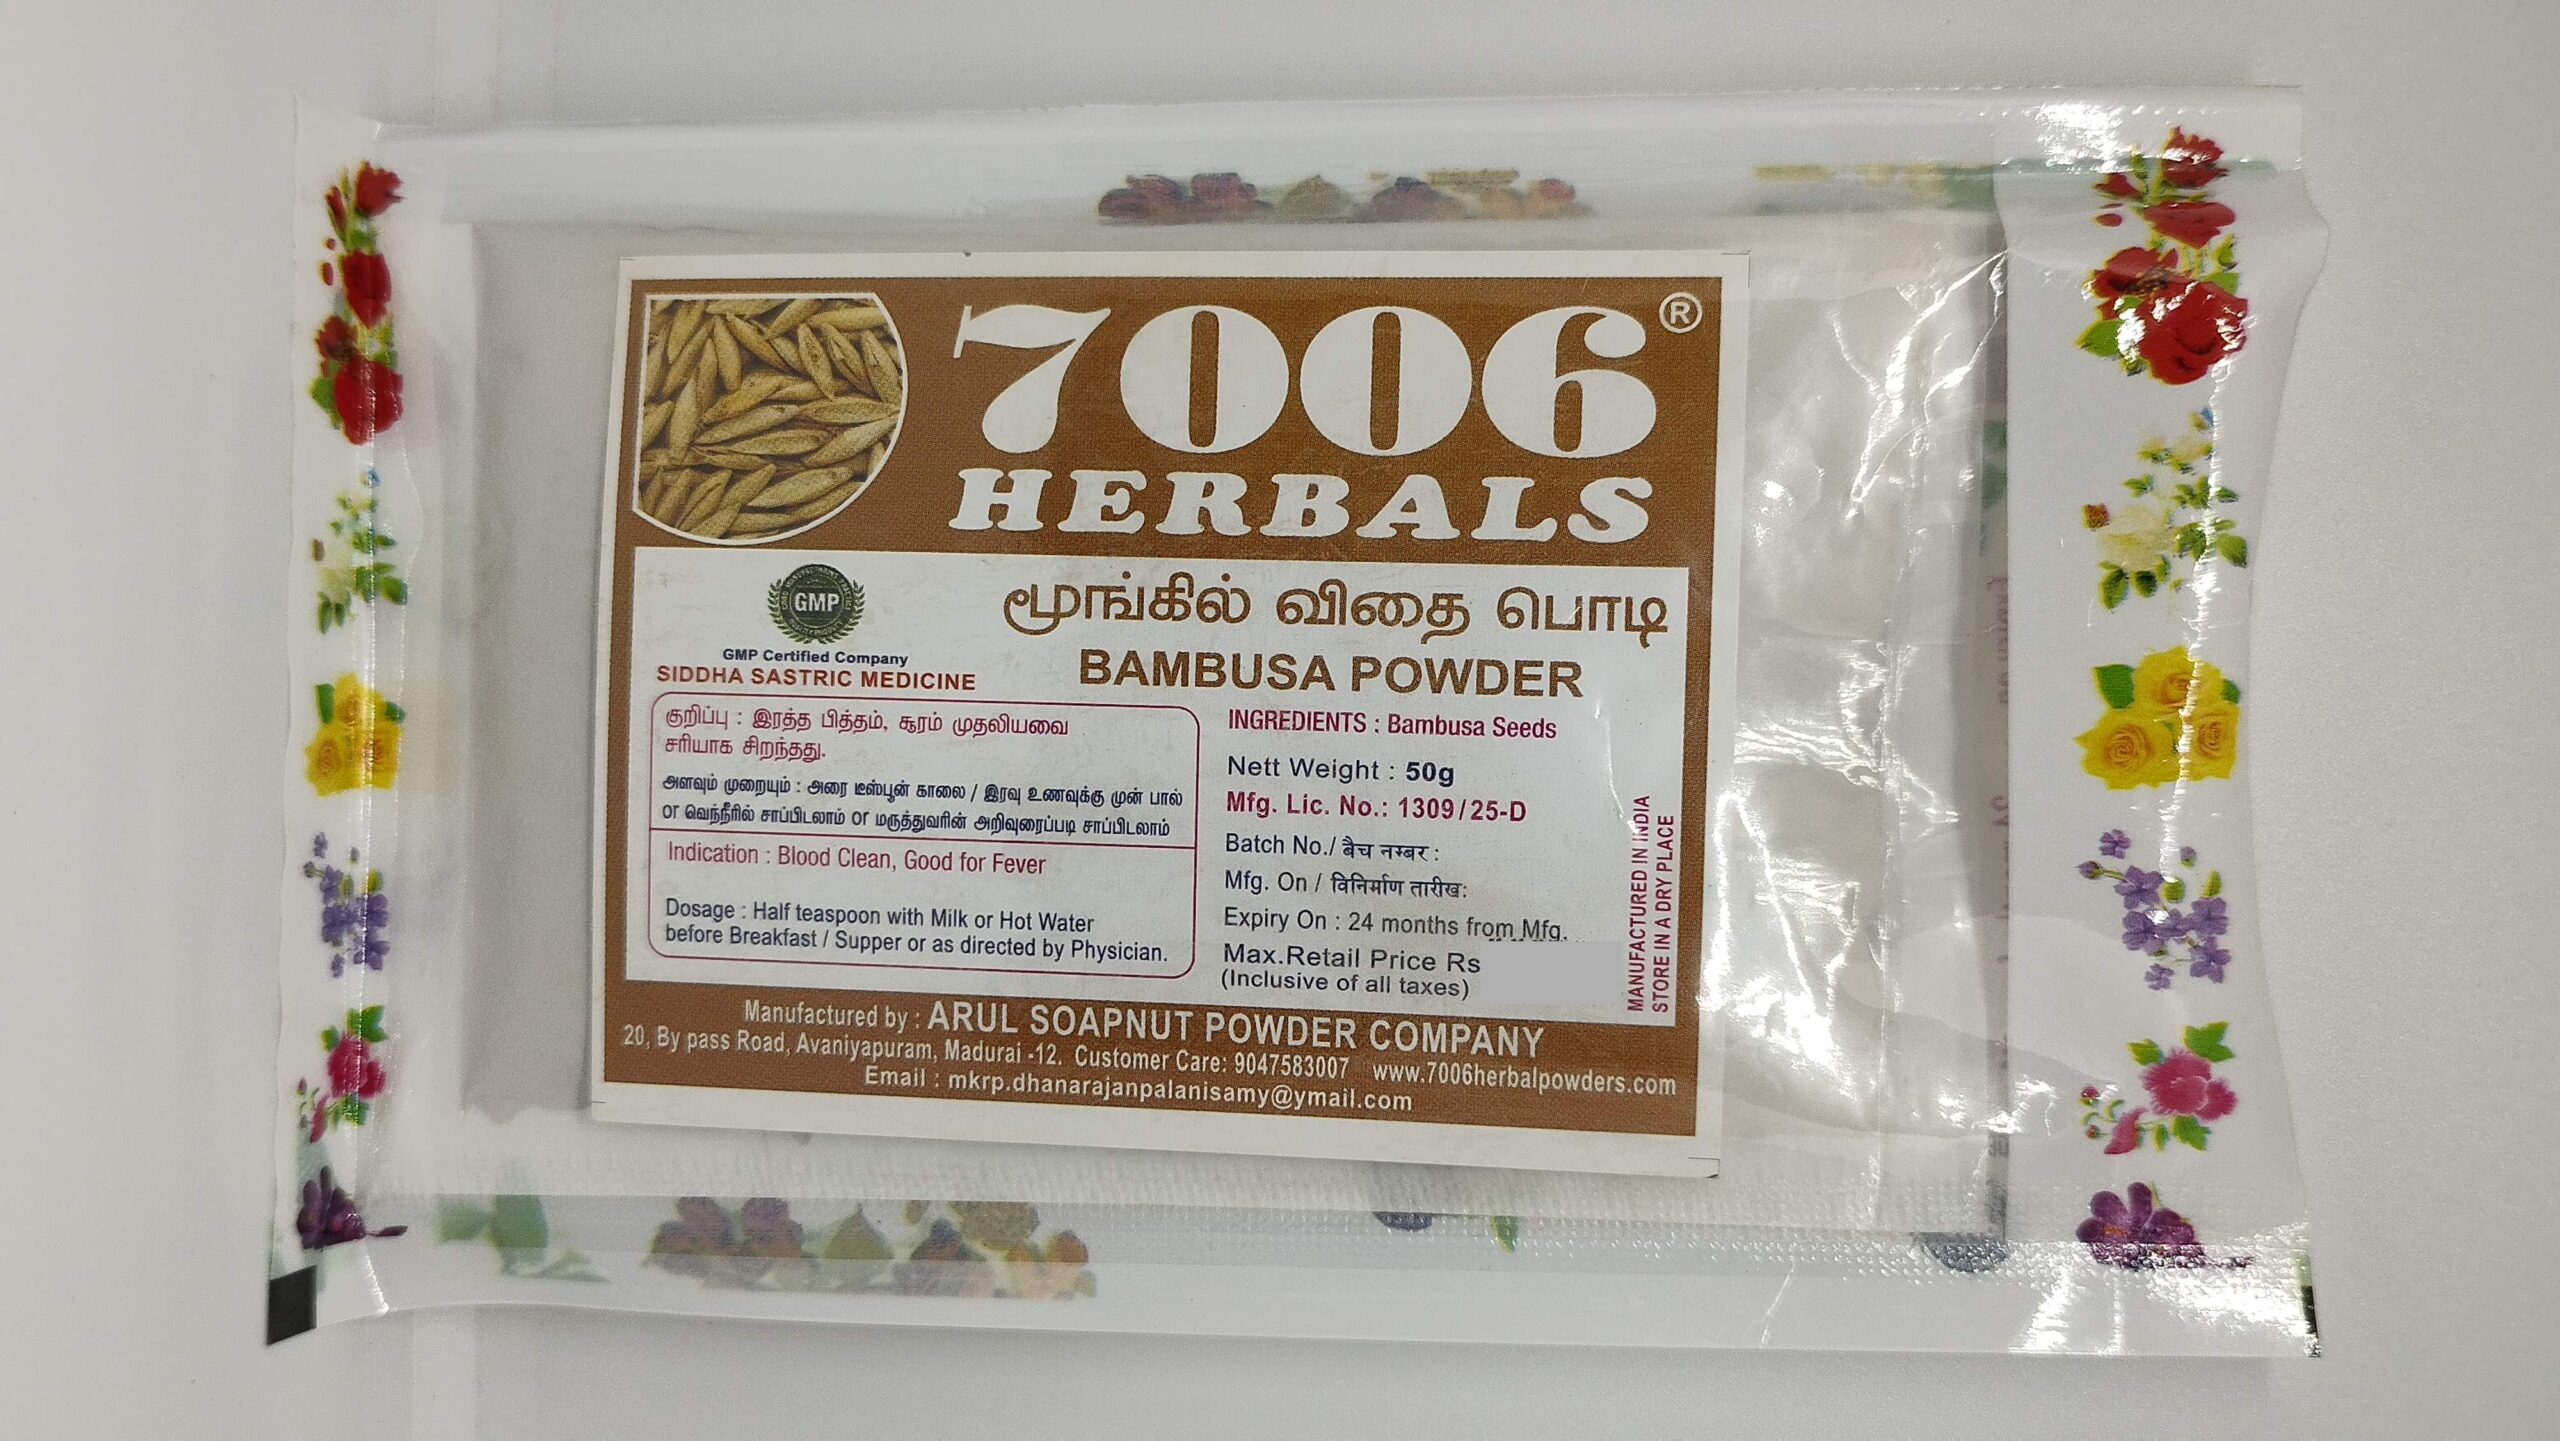 7006®
HERBALS
GMP
GMP Certified Company
SIDDHA SASTRIC MEDICINE
மூங்கில் விதை பொடி
BAMBUSA POWDER
குறிப்பு : இரத்த பித்தம், சூரம் முதலியவை
சரியாக சிறந்தது.
அளவும் முறையும் : அரை டீஸ்பூன் காலை / இரவு உணவுக்கு முன் பால்
or வெந்நீரில் சாப்பிடலாம் or மருத்துவரின் அறிவுரைப்படி சாப்பிடலாம்
Indication : Blood Clean, Good for Fever
Dosage : Half teaspoon with Milk or Hot Water
before Breakfast / Supper or as directed by Physician.
INGREDIENTS : Bambusa Seeds
Nett Weight : 50g
Mfg. Lic. No.: 1309/25-D
Batch No./ बैच नम्बर :
Mfg. On / विनिर्माण तारीख:
Expiry On : 24 months from Mfg.
Max.Retail Price Rs
(Inclusive of all taxes)
MANUFACTURED IN INDIA
STORE IN A DRY PLACE
Manufactured by : ARUL SOAPNUT POWDER COMPANY
20, By pass Road, Avaniyapuram, Madurai -12. Customer Care: 9047583007 www.7006herbalpowders.com
Email : mkrp.dhanarajanpalanisamy@ymail.com